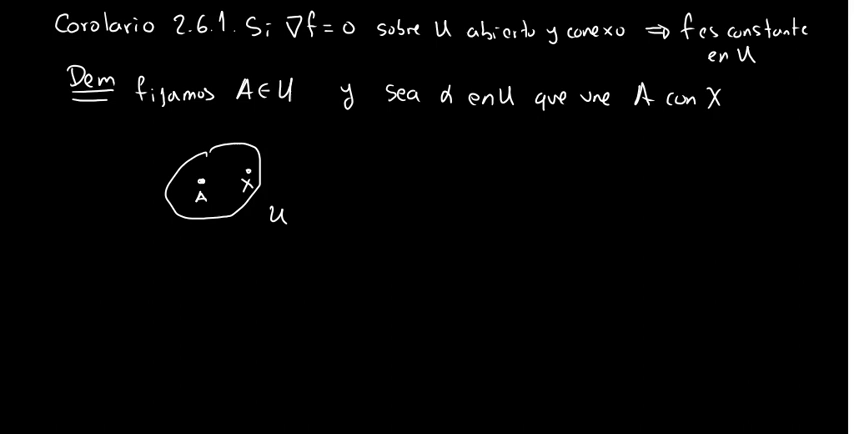 Corolario 2.6.1. Si ∇f = 0 sobre U abierto y conexo ⇒ f es constante
en U
Dem fijamos A ∈ U y sea α en U que une A con X
A X
U